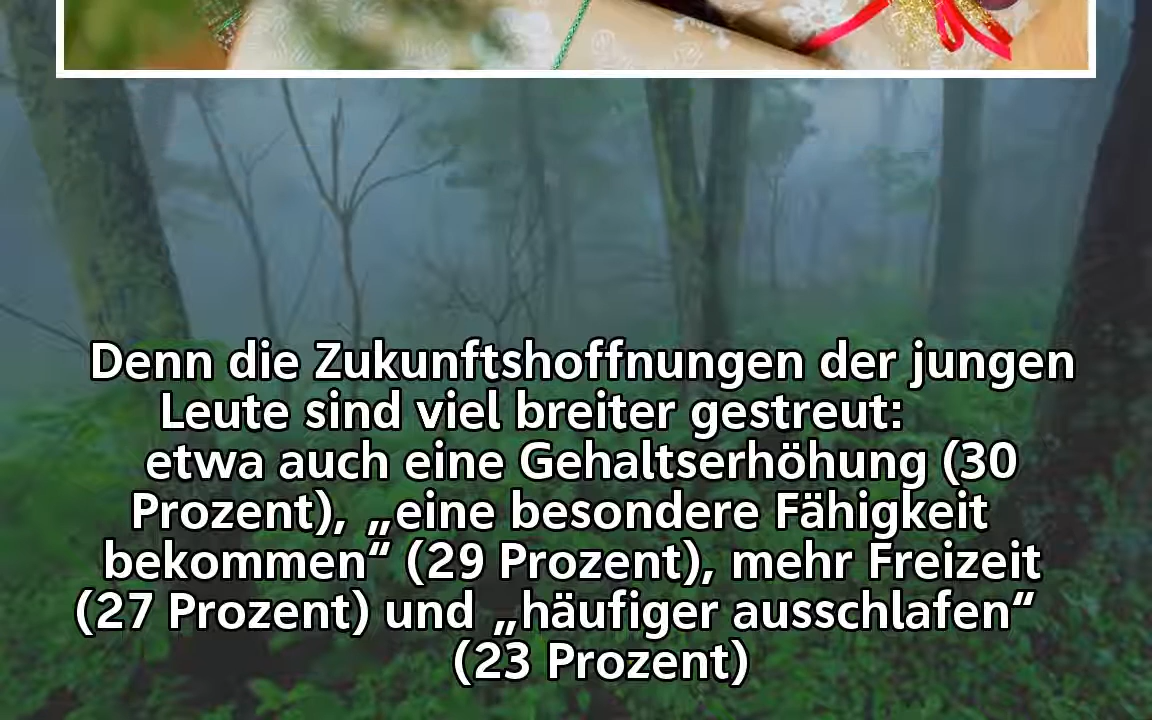 Denn die Zukunftshoffnungen der jungen
Leute sind viel breiter gestreut:
etwa auch eine Gehaltserhöhung (30
Prozent), „eine besondere Fähigkeit
bekommen“ (29 Prozent), mehr Freizeit
(27 Prozent) und „häufiger ausschlafen“
(23 Prozent)